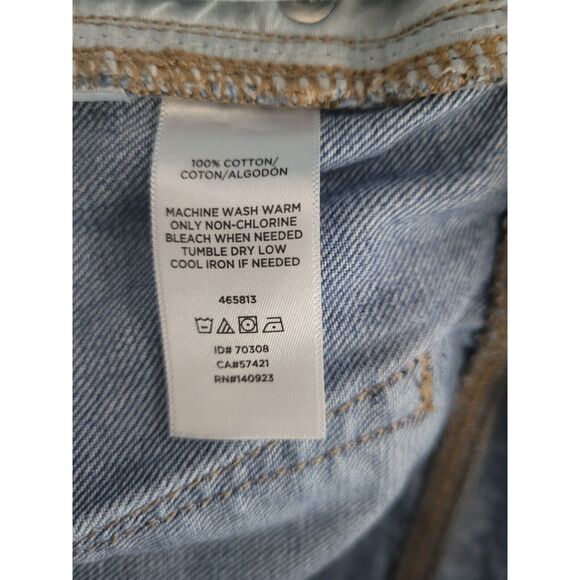 100% COTTON/
COTON/ALGODÓN
MACHINE WASH WARM
ONLY NON-CHLORINE
BLEACH WHEN NEEDED
TUMBLE DRY LOW
COOL IRON IF NEEDED
465813
ID# 70308
CA#57421
RN#140923